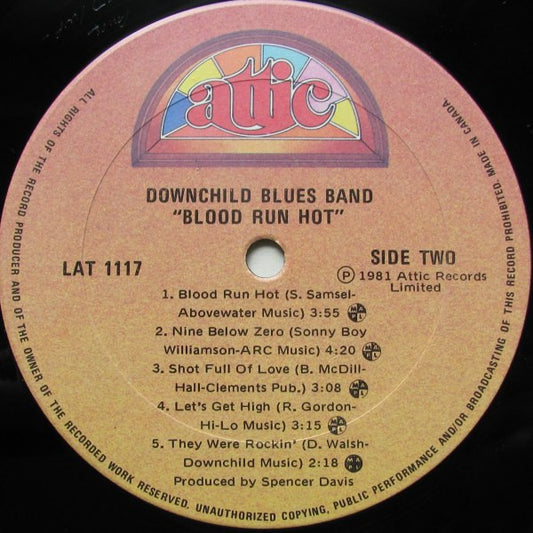 attic
DOWNCHILD BLUES BAND
"BLOOD RUN HOT"
LAT 1117
SIDE TWO
Ⓟ 1981 Attic Records
Limited
1. Blood Run Hot (S. Samsel-
Abovewater Music) 3:55
2. Nine Below Zero (Sonny Boy
Williamson-ARC Music) 4:20
3. Shot Full Of Love (B. McDill-
Hall-Clements Pub.) 3:08
4. Let's Get High (R. Gordon-
Hi-Lo Music) 3:15
5. They Were Rockin' (D. Walsh-
Downchild Music) 2:18
Produced by Spencer Davis
ALL RIGHTS OF THE RECORD PRODUCER AND OF THE OWNER OF THE RECORDED WORK RESERVED. UNAUTHORIZED COPYING, PUBLIC PERFORMANCE AND/OR BROADCASTING OF THIS RECORD PROHIBITED. MADE IN CANADA